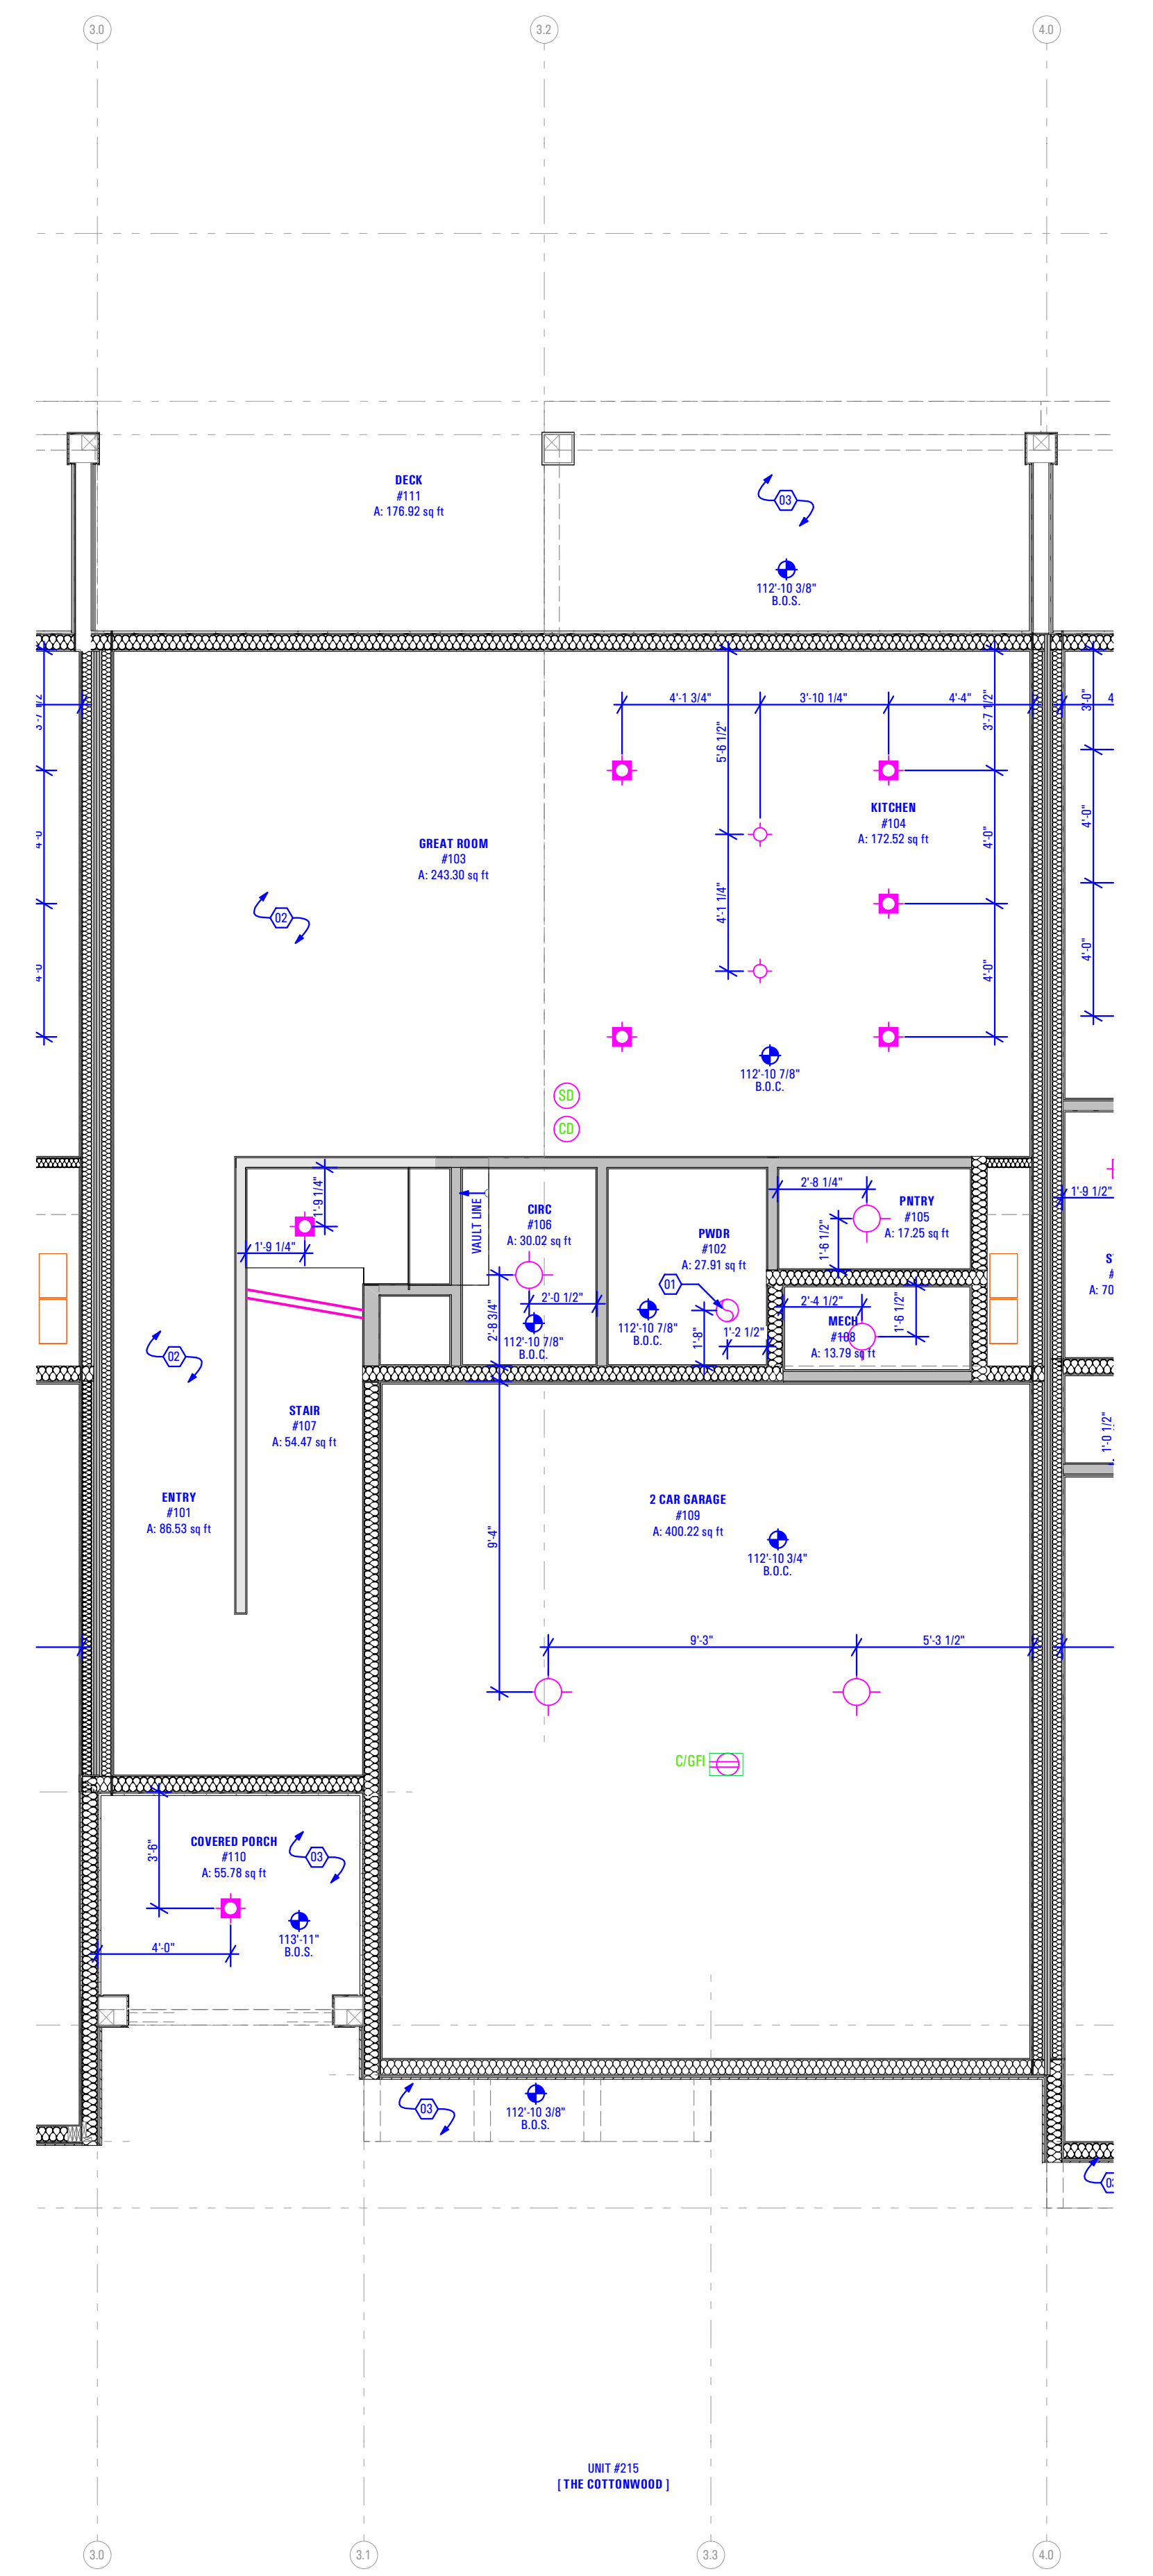 3.0
3.2
4.0
DECK
#111
A: 176.92 sq ft
03
112'-10 3/8"
B.O.S.
4'-1 3/4"
3'-10 1/4"
4'-4"
4
3'-7 1/2"
3'-0"
5'-6 1/2"
KITCHEN
#104
A: 172.52 sq ft
4'-0"
4'-0"
GREAT ROOM
#103
A: 243.30 sq ft
02
4'-1 1/4"
4'-0"
4'-0"
112'-10 7/8"
B.O.C.
SD
CD
1'-9 1/4"
1'-9 1/4"
VAULT LINE
CIRC
#106
A: 30.02 sq ft
2'-0 1/2"
2'-8 3/4"
112'-10 7/8"
B.O.C.
PWDR
#102
A: 27.91 sq ft
01
112'-10 7/8"
B.O.C.
1'-8"
1'-2 1/2"
2'-8 1/4"
1'-6 1/2"
PNTRY
#105
A: 17.25 sq ft
2'-4 1/2"
1'-6 1/2"
MECH
#108
A: 13.79 sq ft
1'-9 1/2"
S
#
A: 70
1'-0 1/2"
02
STAIR
#107
A: 54.47 sq ft
ENTRY
#101
A: 86.53 sq ft
2 CAR GARAGE
#109
A: 400.22 sq ft
112'-10 3/4"
B.O.C.
9'-4"
9'-3"
5'-3 1/2"
C/GFI
3'-6"
COVERED PORCH
#110
A: 55.78 sq ft
03
4'-0"
113'-11"
B.O.S.
03
112'-10 3/8"
B.O.S.
UNIT #215
[ THE COTTONWOOD ]
3.0
3.1
3.3
4.0